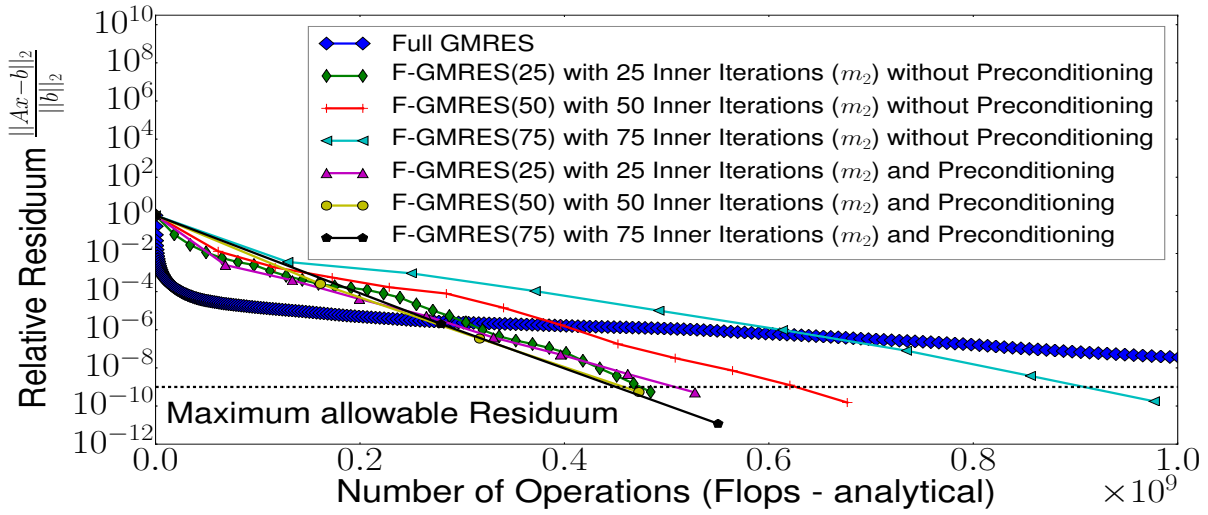 10^10
10^8
10^6
10^4
10^2
10^0
10^−2
10^−4
10^−6
10^−8
10^−10
10^−12
Relative Residuum ||Ax−b||_2 / ||b||_2
Full GMRES
F-GMRES(25) with 25 Inner Iterations (m_2) without Preconditioning
F-GMRES(50) with 50 Inner Iterations (m_2) without Preconditioning
F-GMRES(75) with 75 Inner Iterations (m_2) without Preconditioning
F-GMRES(25) with 25 Inner Iterations (m_2) and Preconditioning
F-GMRES(50) with 50 Inner Iterations (m_2) and Preconditioning
F-GMRES(75) with 75 Inner Iterations (m_2) and Preconditioning
Maximum allowable Residuum
0.0 0.2 0.4 0.6 0.8 1.0
Number of Operations (Flops - analytical) ×10^9